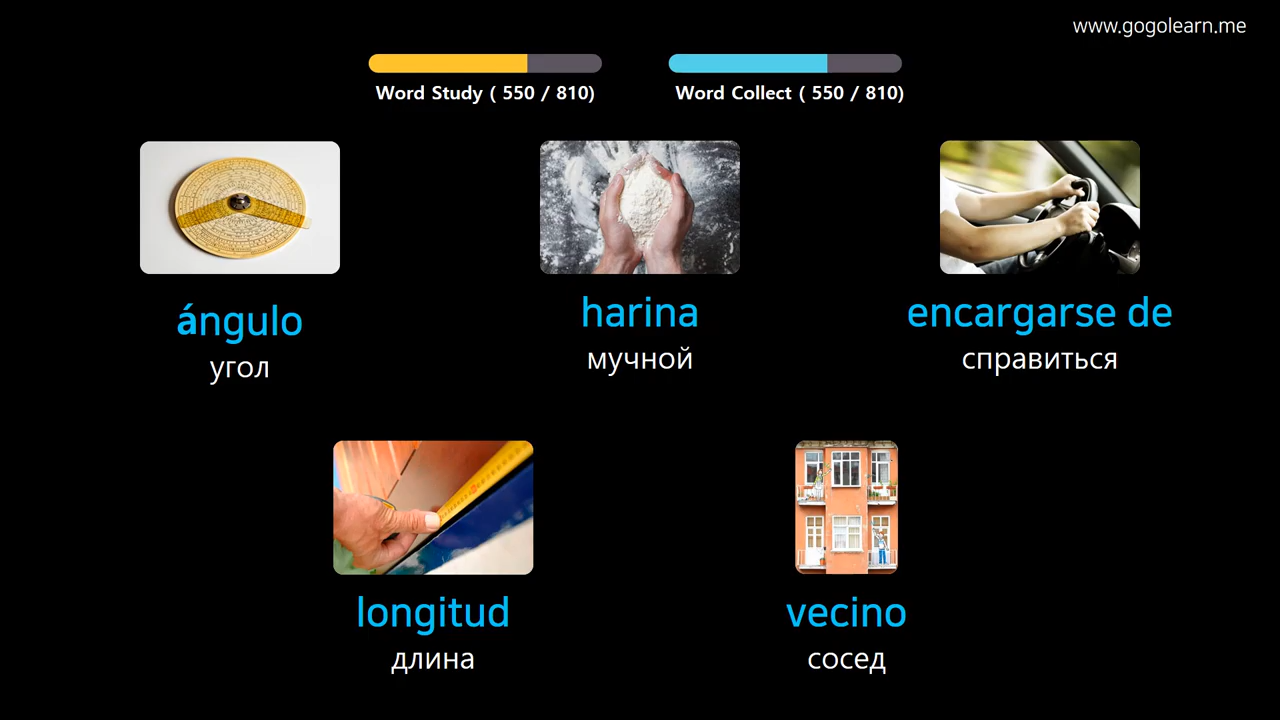 www.gogolearn.me
Word Study ( 550 / 810)
Word Collect ( 550 / 810)
ángulo
угол
harina
мучной
encargarse de
справиться
longitud
длина
vecino
сосед